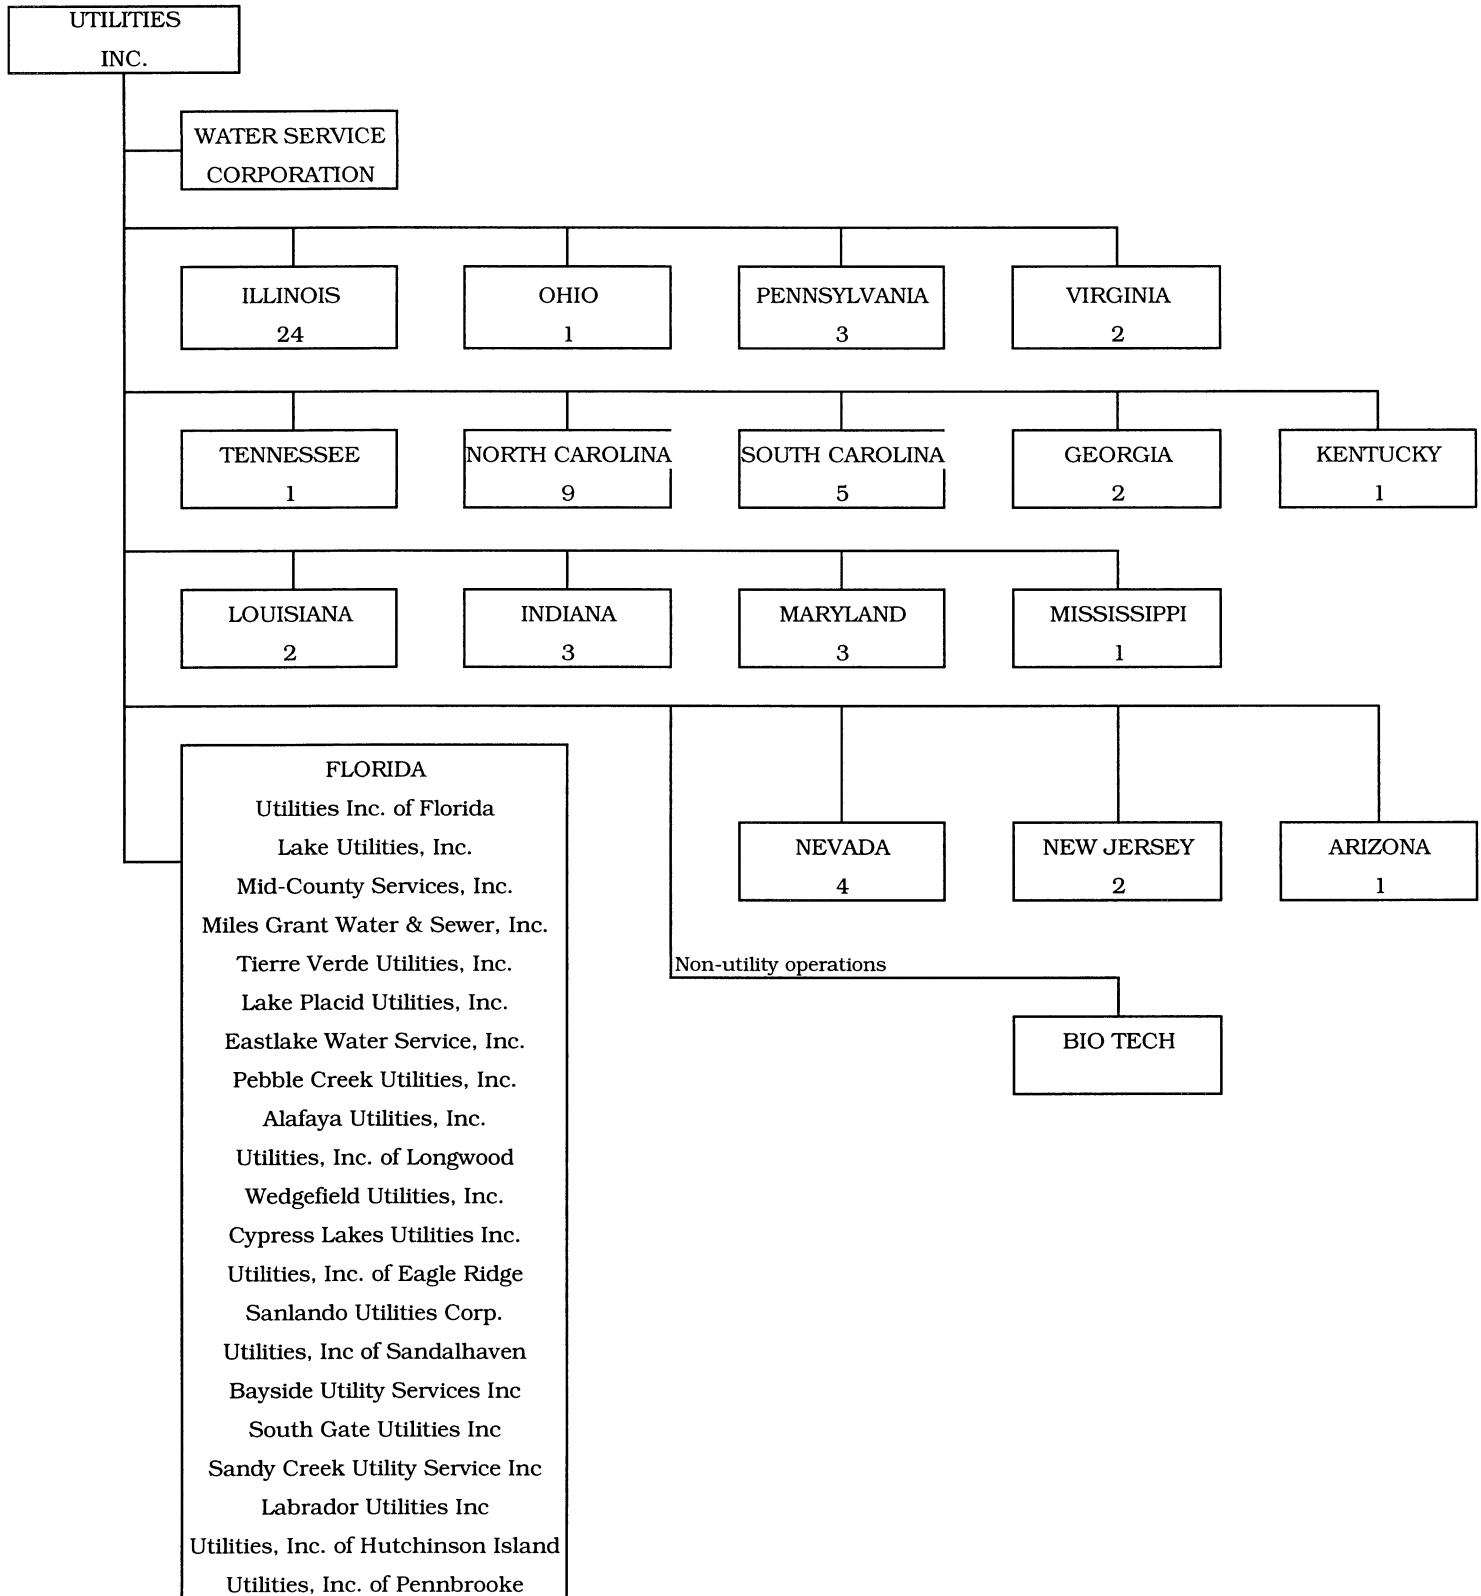 UTILITIES
INC.
WATER SERVICE
CORPORATION
ILLINOIS
24
OHIO
1
PENNSYLVANIA
3
VIRGINIA
2
TENNESSEE
1
NORTH CAROLINA
9
SOUTH CAROLINA
5
GEORGIA
2
KENTUCKY
1
LOUISIANA
2
INDIANA
3
MARYLAND
3
MISSISSIPPI
1
FLORIDA
Utilities Inc. of Florida
Lake Utilities, Inc.
Mid-County Services, Inc.
Miles Grant Water & Sewer, Inc.
Tierre Verde Utilities, Inc.
Lake Placid Utilities, Inc.
Eastlake Water Service, Inc.
Pebble Creek Utilities, Inc.
Alafaya Utilities, Inc.
Utilities, Inc. of Longwood
Wedgefield Utilities, Inc.
Cypress Lakes Utilities Inc.
Utilities, Inc. of Eagle Ridge
Sanlando Utilities Corp.
Utilities, Inc of Sandalhaven
Bayside Utility Services Inc
South Gate Utilities Inc
Sandy Creek Utility Service Inc
Labrador Utilities Inc
Utilities, Inc. of Hutchinson Island
Utilities, Inc. of Pennbrooke
NEVADA
4
NEW JERSEY
2
ARIZONA
1
Non-utility operations
BIO TECH